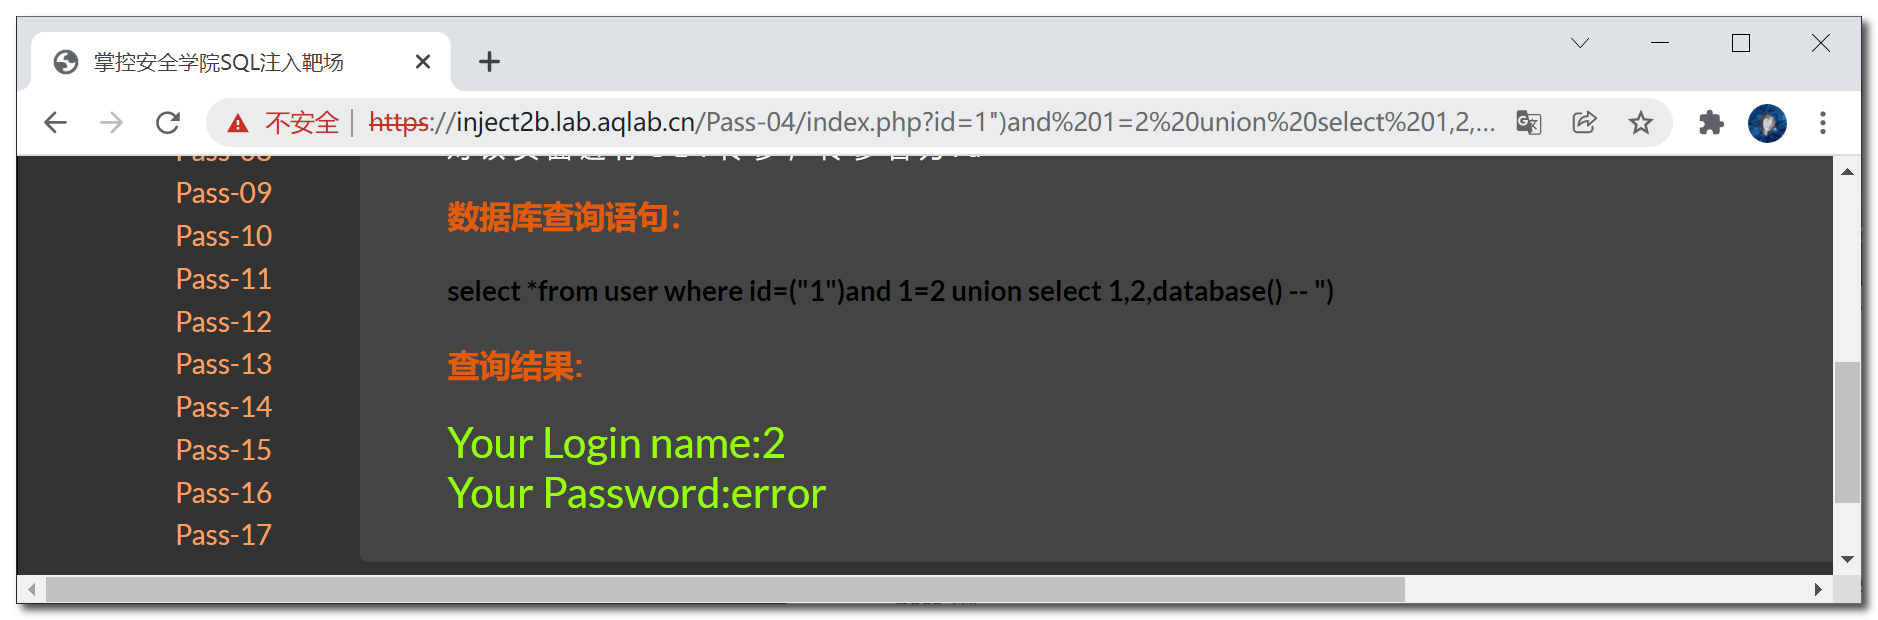 掌控安全学院SQL注入靶场
不安全 https://inject2b.lab.aqlab.cn/Pass-04/index.php?id=1")and%201=2%20union%20select%201,2,...
Pass-09
Pass-10
Pass-11
Pass-12
Pass-13
Pass-14
Pass-15
Pass-16
Pass-17
数据库查询语句:
select *from user where id=("1")and 1=2 union select 1,2,database() -- ")
查询结果:
Your Login name:2
Your Password:error